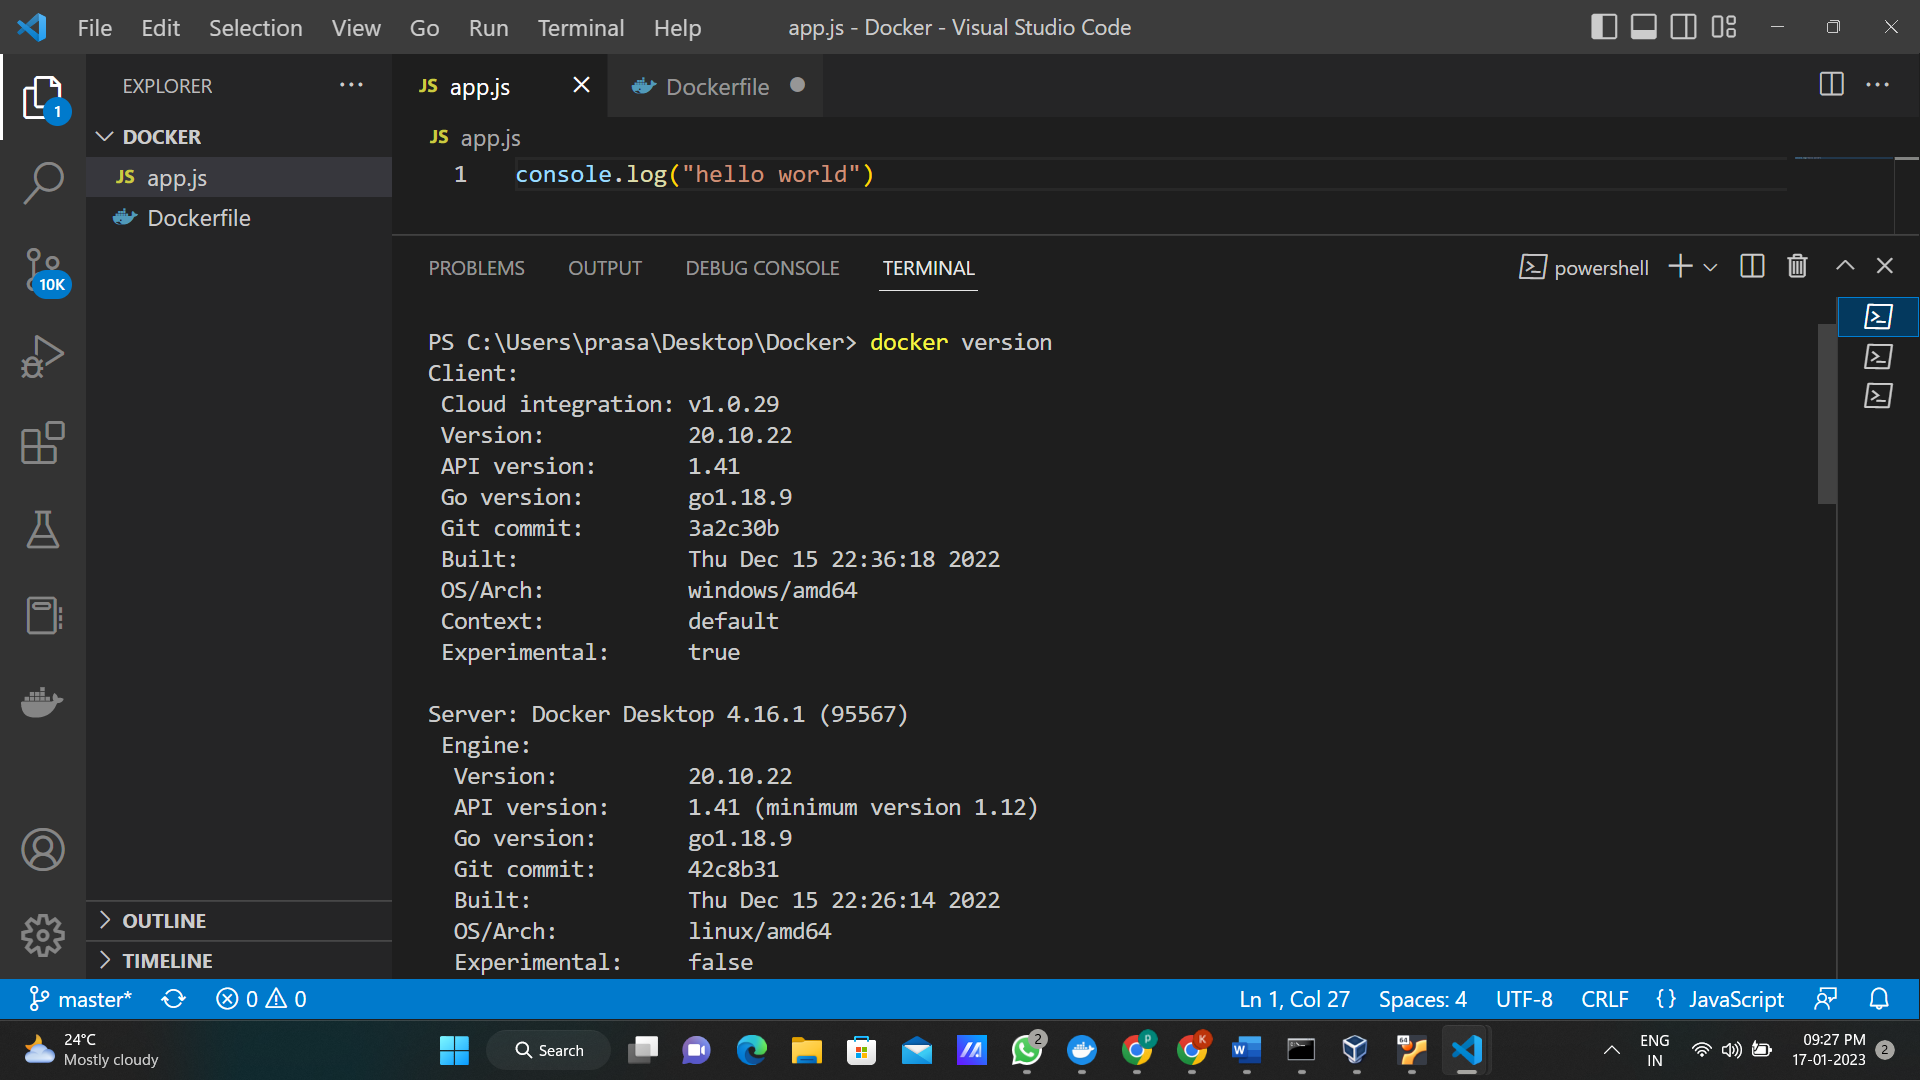 File Edit Selection View Go Run Terminal Help app.js - Docker - Visual Studio Code
EXPLORER
JS app.js
Dockerfile
1
DOCKER
JS app.js
JS app.js
1 console.log("hello world")
10K
Dockerfile
PROBLEMS OUTPUT DEBUG CONSOLE TERMINAL
powershell
PS C:\Users\prasa\Desktop\Docker> docker version
Client:
Cloud integration: v1.0.29
Version: 20.10.22
API version: 1.41
Go version: go1.18.9
Git commit: 3a2c30b
Built: Thu Dec 15 22:36:18 2022
OS/Arch: windows/amd64
Context: default
Experimental: true
Server: Docker Desktop 4.16.1 (95567)
Engine:
Version: 20.10.22
API version: 1.41 (minimum version 1.12)
Go version: go1.18.9
Git commit: 42c8b31
Built: Thu Dec 15 22:26:14 2022
OS/Arch: linux/amd64
Experimental: false
OUTLINE
TIMELINE
master* 0 0
Ln 1, Col 27 Spaces: 4 UTF-8 CRLF {} JavaScript
24°C
Mostly cloudy
Search
2
P
K
ENG
IN
09:27 PM
17-01-2023
2